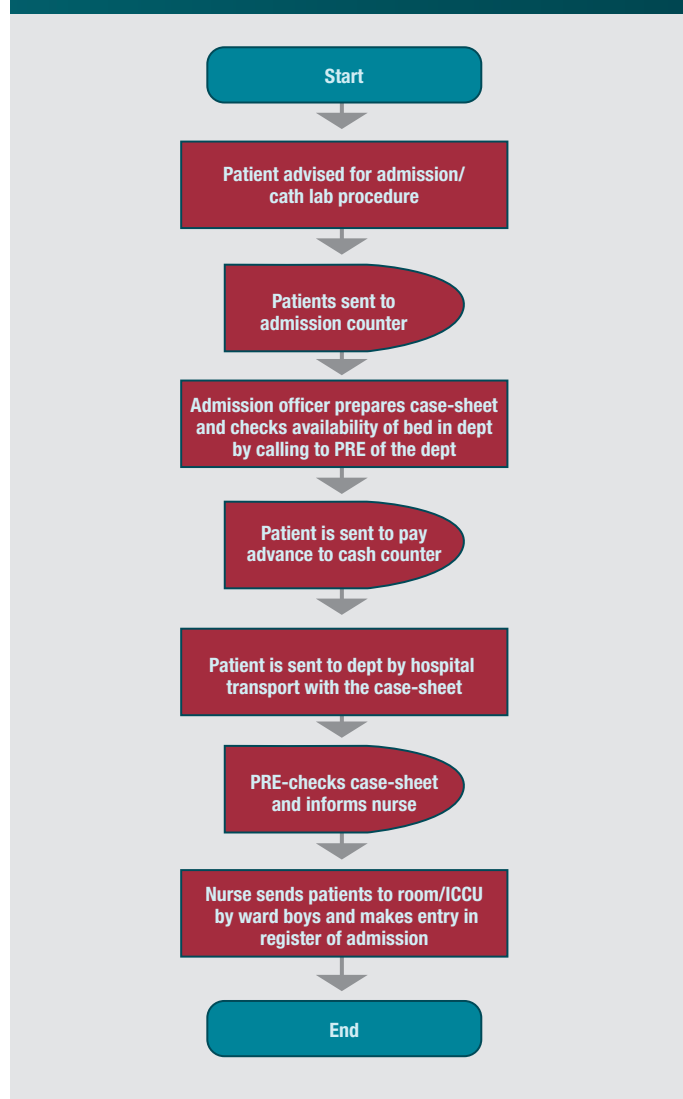 Start
Patient advised for admission/
cath lab procedure
Patients sent to
admission counter
Admission officer prepares case-sheet
and checks availability of bed in dept
by calling to PRE of the dept
Patient is sent to pay
advance to cash counter
Patient is sent to dept by hospital
transport with the case-sheet
PRE-checks case-sheet
and informs nurse
Nurse sends patients to room/ICCU
by ward boys and makes entry in
register of admission
End